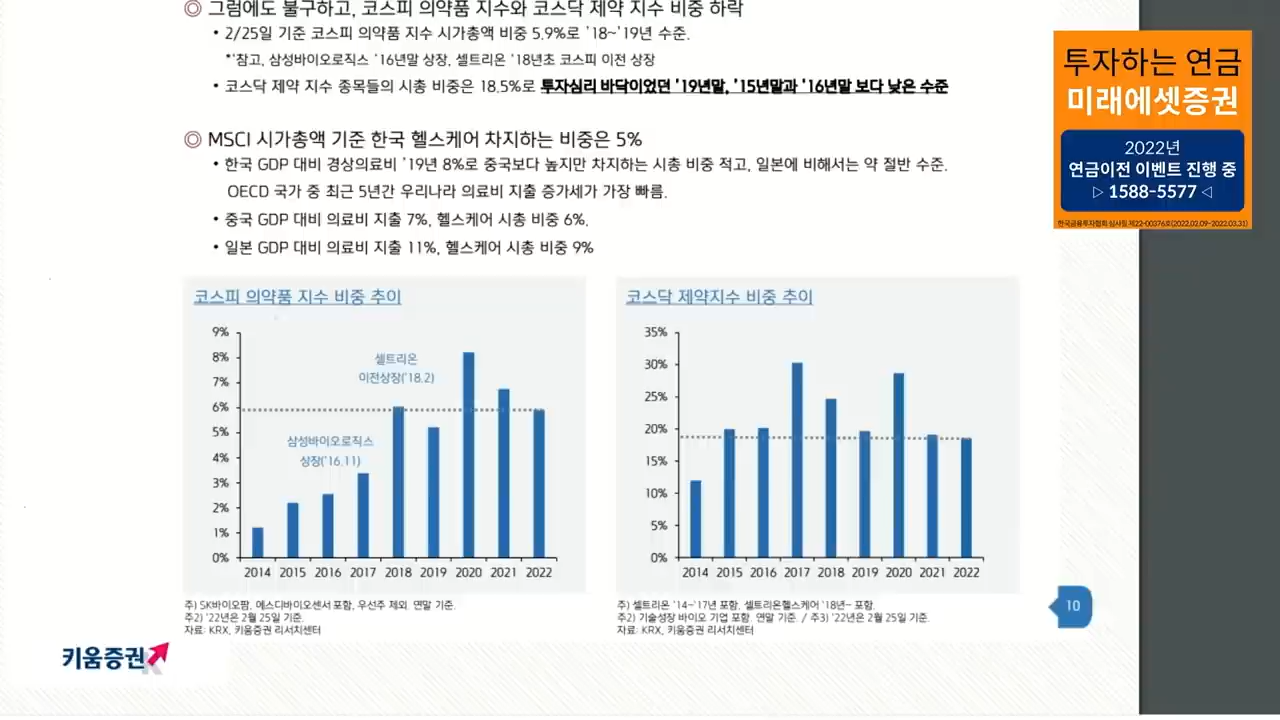 ◎ 그럼에도 불구하고, 코스피 의약품 지수와 코스닥 제약 지수 비중 하락
• 2/25일 기준 코스피 의약품 지수 시가총액 비중 5.9%로 '18~'19년 수준.
*'참고, 삼성바이오로직스 '16년말 상장, 셀트리온 '18년초 코스피 이전 상장
• 코스닥 제약 지수 종목들의 시총 비중은 18.5%로 투자심리 바닥이었던 '19년말, '15년말과 '16년말 보다 낮은 수준
◎ MSCI 시가총액 기준 한국 헬스케어 차지하는 비중은 5%
• 한국 GDP 대비 경상의료비 '19년 8%로 중국보다 높지만 차지하는 시총 비중 적고, 일본에 비해서는 약 절반 수준.
OECD 국가 중 최근 5년간 우리나라 의료비 지출 증가세가 가장 빠름.
• 중국 GDP 대비 의료비 지출 7%, 헬스케어 시총 비중 6%.
• 일본 GDP 대비 의료비 지출 11%, 헬스케어 시총 비중 9%
코스피 의약품 지수 비중 추이
9%
8%
7%
6%
5%
4%
3%
2%
1%
0%
셀트리온
이전상장('18.2)
삼성바이오로직스
상장('16.11)
2014 2015 2016 2017 2018 2019 2020 2021 2022
주) SK바이오팜, 에스디바이오센서 포함, 우선주 제외. 연말 기준.
주2) '22년은 2월 25일 기준.
자료: KRX, 키움증권 리서치센터
코스닥 제약지수 비중 추이
35%
30%
25%
20%
15%
10%
5%
0%
2014 2015 2016 2017 2018 2019 2020 2021 2022
주) 셀트리온 '14~'17년 포함, 셀트리온헬스케어 '18년~ 포함.
주2) 기술성장 바이오 기업 포함. 연말 기준. / 주3) '22년은 2월 25일 기준.
자료: KRX, 키움증권 리서치센터
10
키움증권
투자하는 연금
미래에셋증권
2022년
연금이전 이벤트 진행 중
▷ 1588-5577 ◁
한국금융투자협회 심사필 제22-00376호(2022.02.09~2022.03.31)